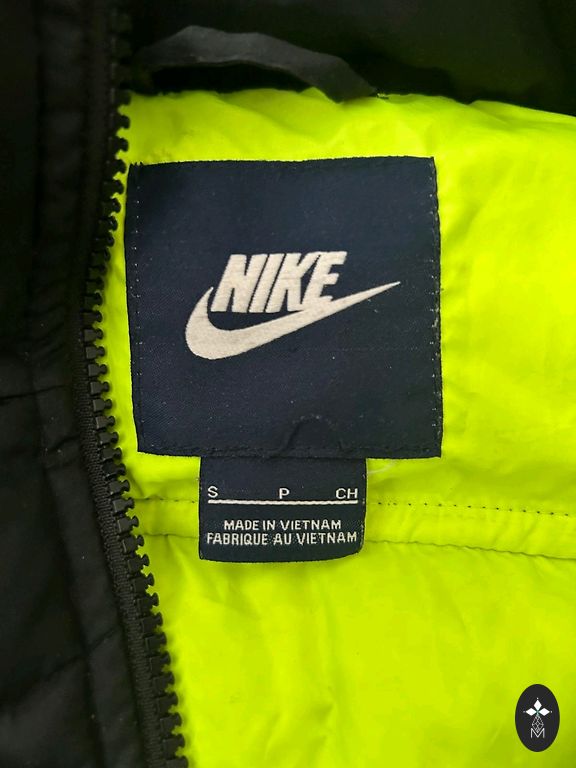 NIKE
S P CH
MADE IN VIETNAM
FABRIQUE AU VIETNAM
M